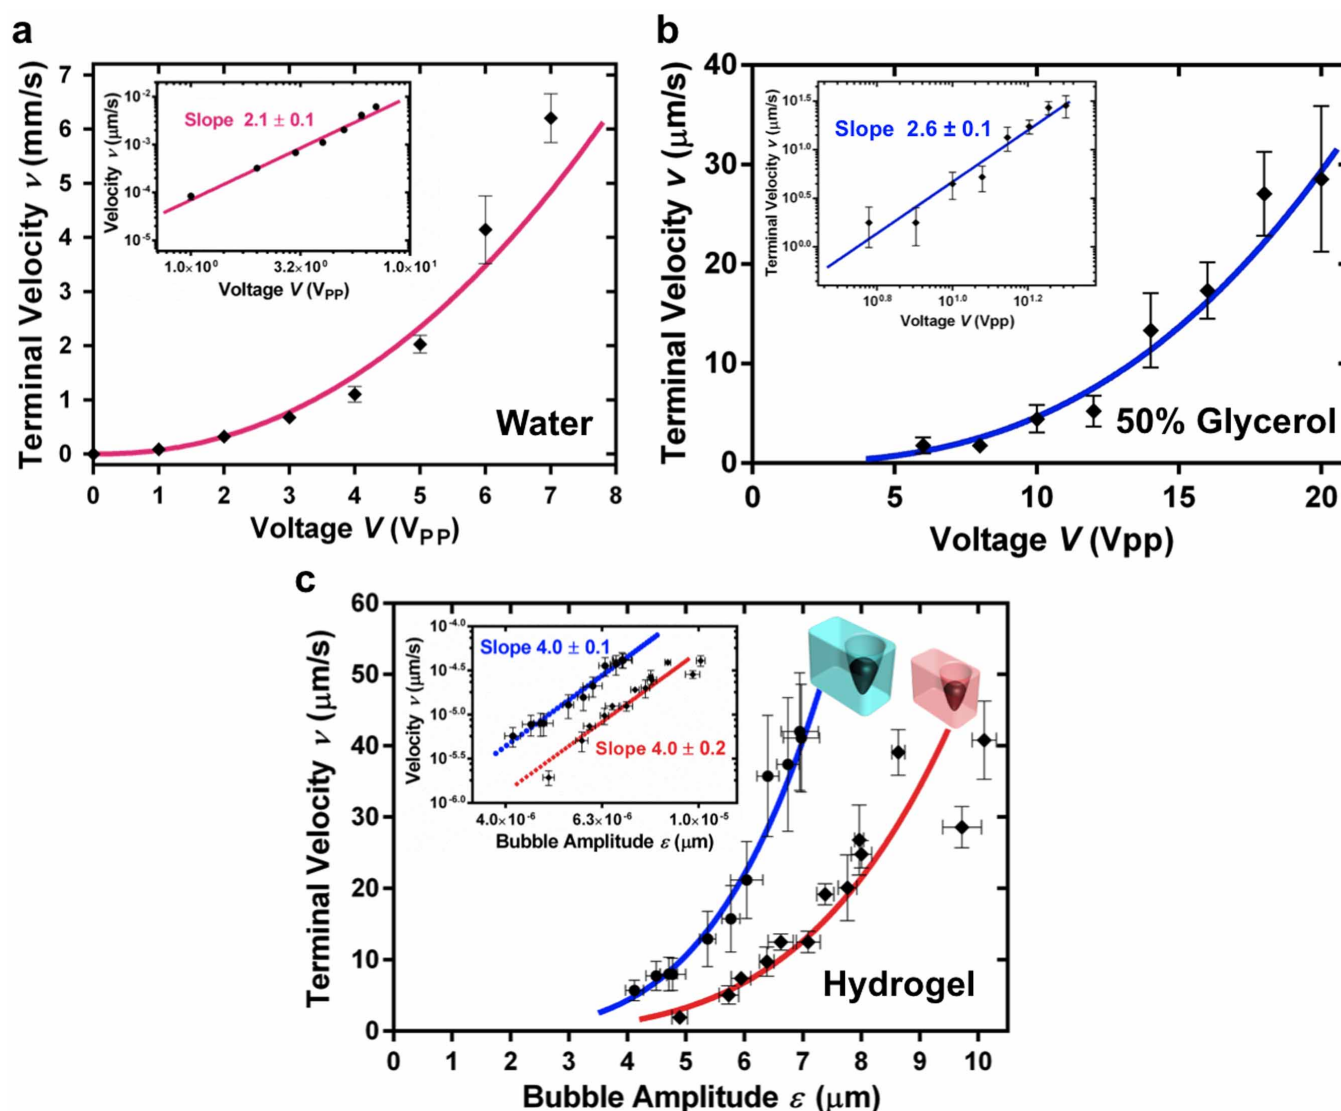 a
Terminal Velocity ν (mm/s)
7
6
5
4
3
2
1
0
0 1 2 3 4 5 6 7 8
Voltage V (VPP)
Water
Velocity ν (μm/s)
10-2
10-3
10-4
10-5
Slope 2.1 ± 0.1
1.0×10⁰ 3.2×10⁰ 1.0×10¹
Voltage V (VPP)
b
Terminal Velocity ν (μm/s)
40
30
20
10
0
0 5 10 15 20
Voltage V (Vpp)
50% Glycerol
Terminal Velocity ν (μm/s)
10^1.5
10^1.0
10^0.5
10^0.0
Slope 2.6 ± 0.1
10^0.8 10^1.0 10^1.2
Voltage V (Vpp)
c
Terminal Velocity ν (μm/s)
60
50
40
30
20
10
0
0 1 2 3 4 5 6 7 8 9 10
Bubble Amplitude ε (μm)
Hydrogel
Velocity ν (μm/s)
10^-4.0
10^-4.5
10^-5.0
10^-5.5
10^-6.0
Slope 4.0 ± 0.1
Slope 4.0 ± 0.2
4.0×10^-6 6.3×10^-6 1.0×10^-5
Bubble Amplitude ε (μm)